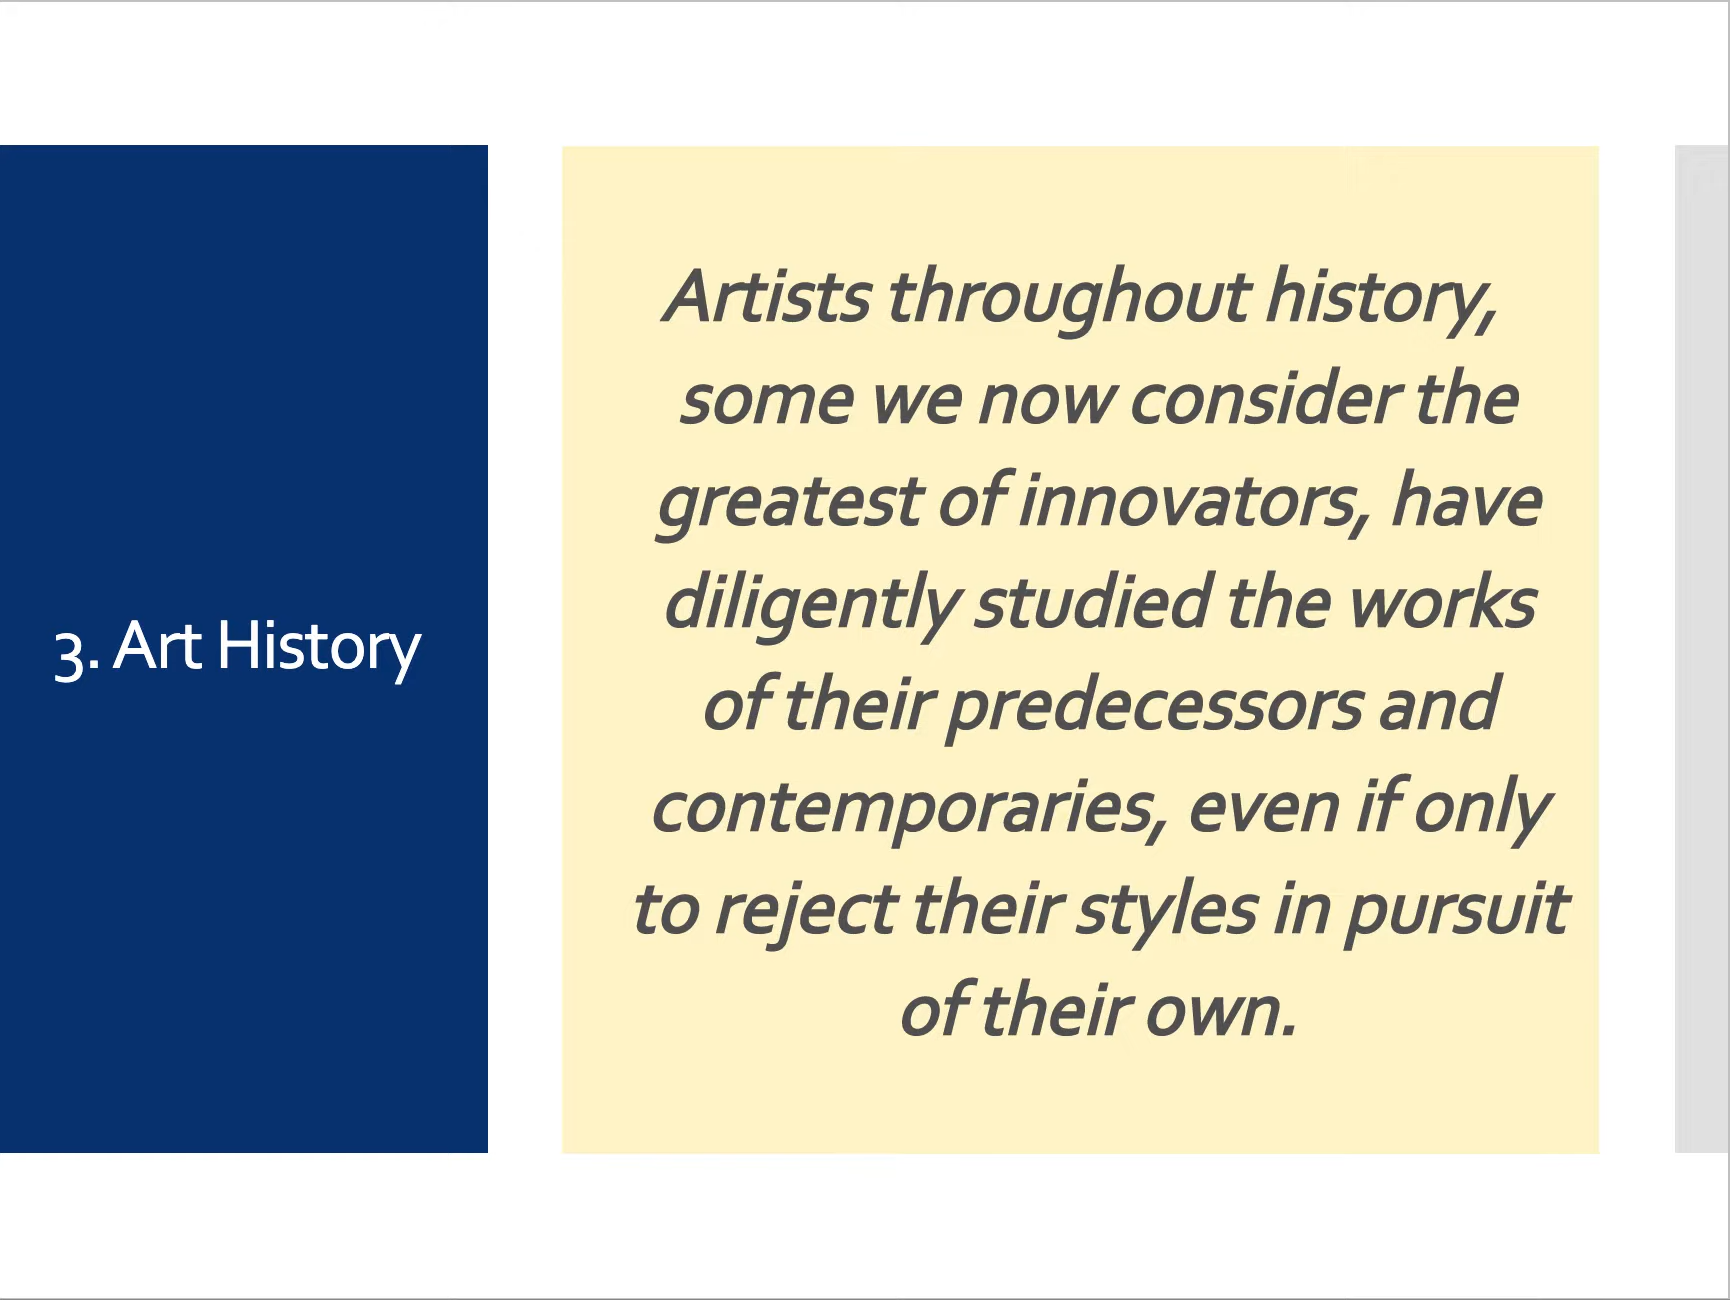 3. Art History
Artists throughout history,
some we now consider the
greatest of innovators, have
diligently studied the works
of their predecessors and
contemporaries, even if only
to reject their styles in pursuit
of their own.